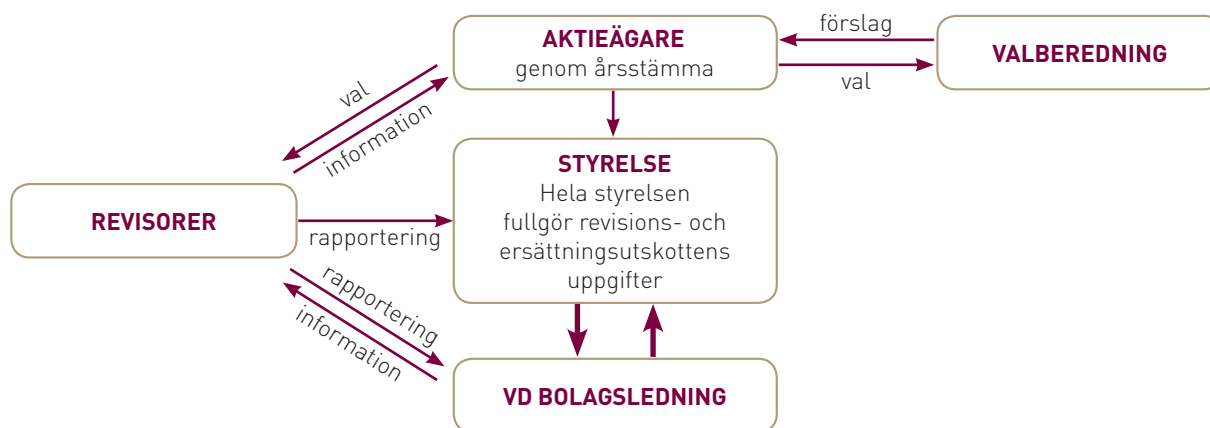 AKTIEÄGARE
genom årsstämma
förslag
val
VALBEREDNING
val
information
STYRELSE
Hela styrelsen
fullgör revisions- och
ersättningsutskottens
uppgifter
REVISORER
rapportering
rapportering
information
VD BOLAGSLEDNING